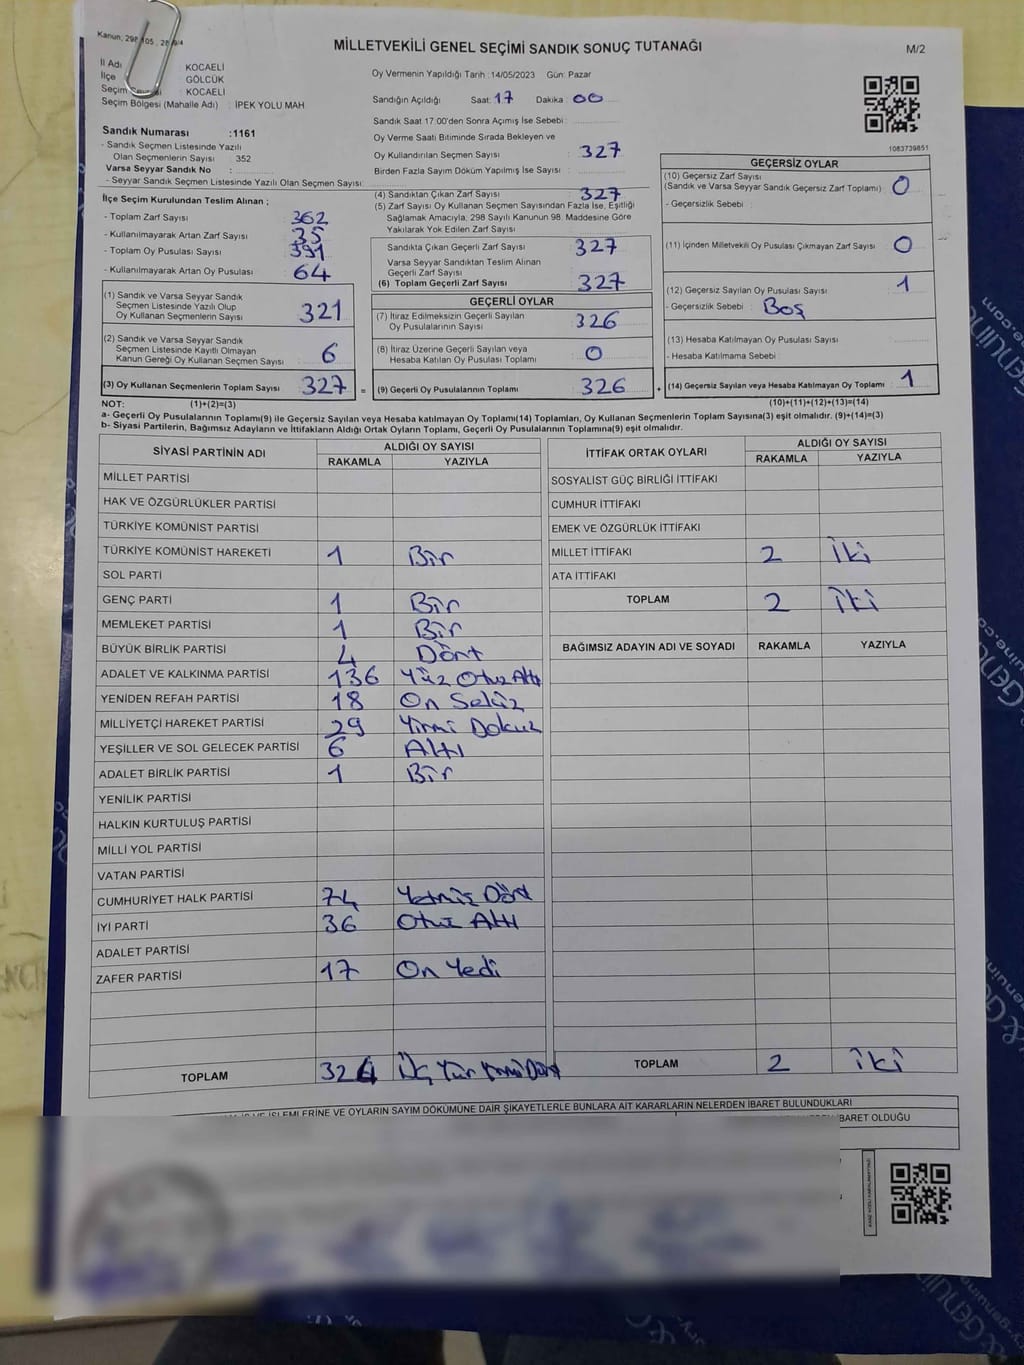 MİLLETVEKİLİ GENEL SEÇİMİ SANDIK SONUÇ TUTANAĞI
M/2
İl Adı KOCAELİ
İlçe GÖLCÜK
Seçim KOCAELİ
Seçim Bölgesi (Mahalle Adı) : İPEK YOLU MAH
Sandık Numarası :1161
- Sandık Seçmen Listesinde Yazılı
Olan Seçmenlerin Sayısı : 352
Varsa Seyyar Sandık No :
- Seyyar Sandık Seçmen Listesinde Yazılı Olan Seçmen Sayısı:
Oy Vermenin Yapıldığı Tarih : 14/05/2023 Gün: Pazar
Sandığın Açıldığı Saat: 17 Dakika : 00
Sandık Saat 17:00'den Sonra Açımış İse Sebebi :
Oy Verme Saati Bitiminde Sırada Bekleyen ve
Oy Kullandırılan Seçmen Sayısı : 327
Birden Fazla Sayım Döküm Yapılmış İse Sayısı :
1083739851
İlçe Seçim Kurulundan Teslim Alınan ;
- Toplam Zarf Sayısı : 362
- Kullanılmayarak Artan Zarf Sayısı : 35
- Toplam Oy Pusulası Sayısı : 391
- Kullanılmayarak Artan Oy Pusulası : 64
(1) Sandık ve Varsa Seyyar Sandık
Seçmen Listesinde Yazılı Olup
Oy Kullanan Seçmenlerin Sayısı : 321
(2) Sandık ve Varsa Seyyar Sandık
Seçmen Listesinde Kayıtlı Olmayan
Kanun Gereği Oy Kullanan Seçmen Sayısı : 6
(3) Oy Kullanan Seçmenlerin Toplam Sayısı : 327 =
(4) Sandıktan Çıkan Zarf Sayısı : 327
(5) Zarf Sayısı Oy Kullanan Seçmen Sayısından Fazla İse, Eşitliği
Sağlamak Amacıyla; 298 Sayılı Kanunun 98. Maddesine Göre
Yakılarak Yok Edilen Zarf Sayısı :
Sandıkta Çıkan Geçerli Zarf Sayısı : 327
Varsa Seyyar Sandıktan Teslim Alınan
Geçerli Zarf Sayısı :
(6) Toplam Geçerli Zarf Sayısı : 327
GEÇERLİ OYLAR
(7) İtiraz Edilmeksizin Geçerli Sayılan
Oy Pusulalarının Sayısı : 326
(8) İtiraz Üzerine Geçerli Sayılan veya
Hesaba Katılan Oy Pusulası Toplamı : 0
(9) Geçerli Oy Pusulalarının Toplamı : 326 +
GEÇERSİZ OYLAR
(10) Geçersiz Zarf Sayısı
(Sandık ve Varsa Seyyar Sandık Geçersiz Zarf Toplamı) : 0
- Geçersizlik Sebebi :
(11) İçinden Milletvekili Oy Pusulası Çıkmayan Zarf Sayısı : 0
(12) Geçersiz Sayılan Oy Pusulası Sayısı : 1
- Geçersizlik Sebebi : Boş
(13) Hesaba Katılmayan Oy Pusulası Sayısı :
- Hesaba Katılmama Sebebi :
(14) Geçersiz Sayılan veya Hesaba Katılmayan Oy Toplamı : 1
NOT: (1)+(2)=(3) (10)+(11)+(12)+(13)=(14)
a- Geçerli Oy Pusulalarının Toplamı(9) ile Geçersiz Sayılan veya Hesaba katılmayan Oy Toplamı(14) Toplamları, Oy Kullanan Seçmenlerin Toplam Sayısına(3) eşit olmalıdır. (9)+(14)=(3)
b- Siyasi Partilerin, Bağımsız Adayların ve İttifakların Aldığı Ortak Oyların Toplamı, Geçerli Oy Pusulalarının Toplamına(9) eşit olmalıdır.
SİYASİ PARTİNİN ADI ALDIĞI OY SAYISI
RAKAMLA YAZIYLA
MİLLET PARTİSİ
HAK VE ÖZGÜRLÜKLER PARTİSİ
TÜRKİYE KOMÜNİST PARTİSİ
TÜRKİYE KOMÜNİST HAREKETİ 1 Bir
SOL PARTİ
GENÇ PARTİ 1 Bir
MEMLEKET PARTİSİ 1 Bir
BÜYÜK BİRLİK PARTİSİ 4 Dört
ADALET VE KALKINMA PARTİSİ 136 Yüz Otuz Altı
YENİDEN REFAH PARTİSİ 18 On Sekiz
MİLLİYETÇİ HAREKET PARTİSİ 29 Yirmi Dokuz
YEŞİLLER VE SOL GELECEK PARTİSİ 6 Altı
ADALET BİRLİK PARTİSİ 1 Bir
YENİLİK PARTİSİ
HALKIN KURTULUŞ PARTİSİ
MİLLİ YOL PARTİSİ
VATAN PARTİSİ
CUMHURİYET HALK PARTİSİ 74 Yetmiş Dört
İYİ PARTİ 36 Otuz Altı
ADALET PARTİSİ
ZAFER PARTİSİ 17 On Yedi
TOPLAM 324 Üç Yüz Yirmi Dört
İTTİFAK ORTAK OYLARI ALDIĞI OY SAYISI
RAKAMLA YAZIYLA
SOSYALİST GÜÇ BİRLİĞİ İTTİFAKI
CUMHUR İTTİFAKI
EMEK VE ÖZGÜRLÜK İTTİFAKI
MİLLET İTTİFAKI 2 İki
ATA İTTİFAKI
TOPLAM 2 iki
BAĞIMSIZ ADAYIN ADI VE SOYADI RAKAMLA YAZIYLA
TOPLAM 2 iki
İŞLEMLERİNE VE OYLARIN SAYIM DÖKÜMÜNE DAİR ŞİKAYETLERLE BUNLARA AİT KARARLARIN NELERDEN İBARET BULUNDUKLARI
İBARET OLDUĞU